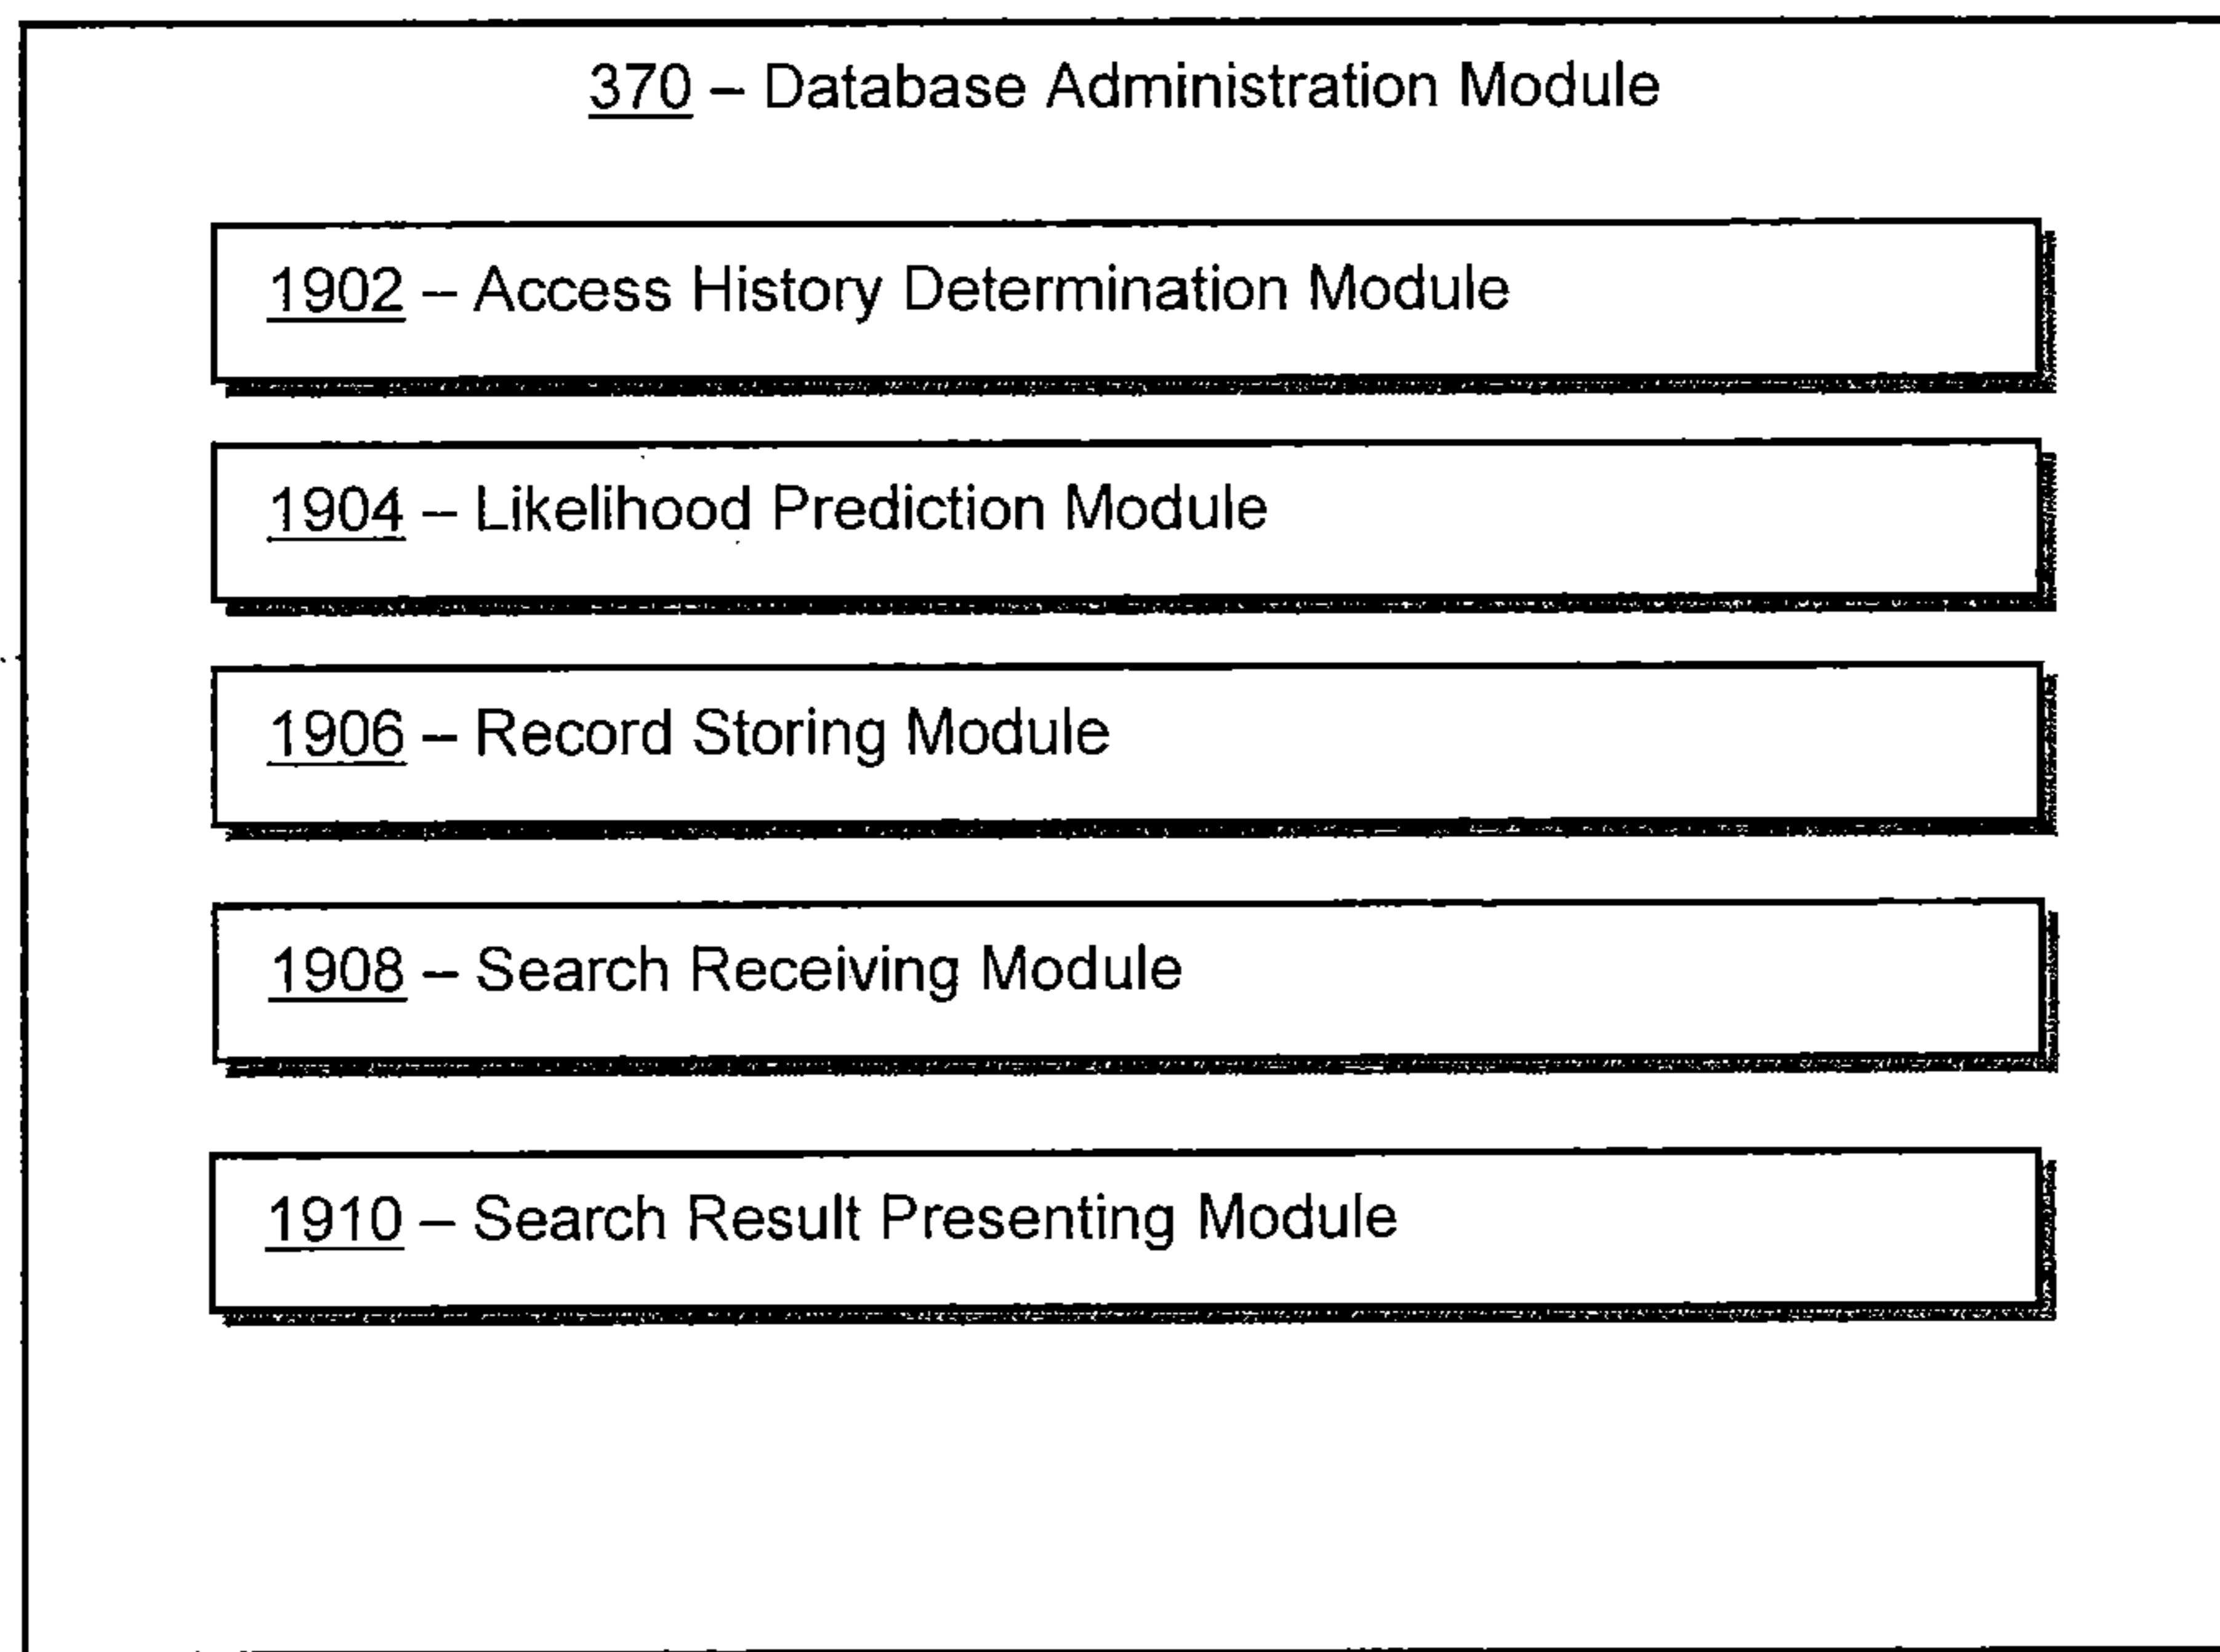 370 – Database Administration Module
1902 – Access History Determination Module
1904 – Likelihood Prediction Module
1906 – Record Storing Module
1908 – Search Receiving Module
1910 – Search Result Presenting Module